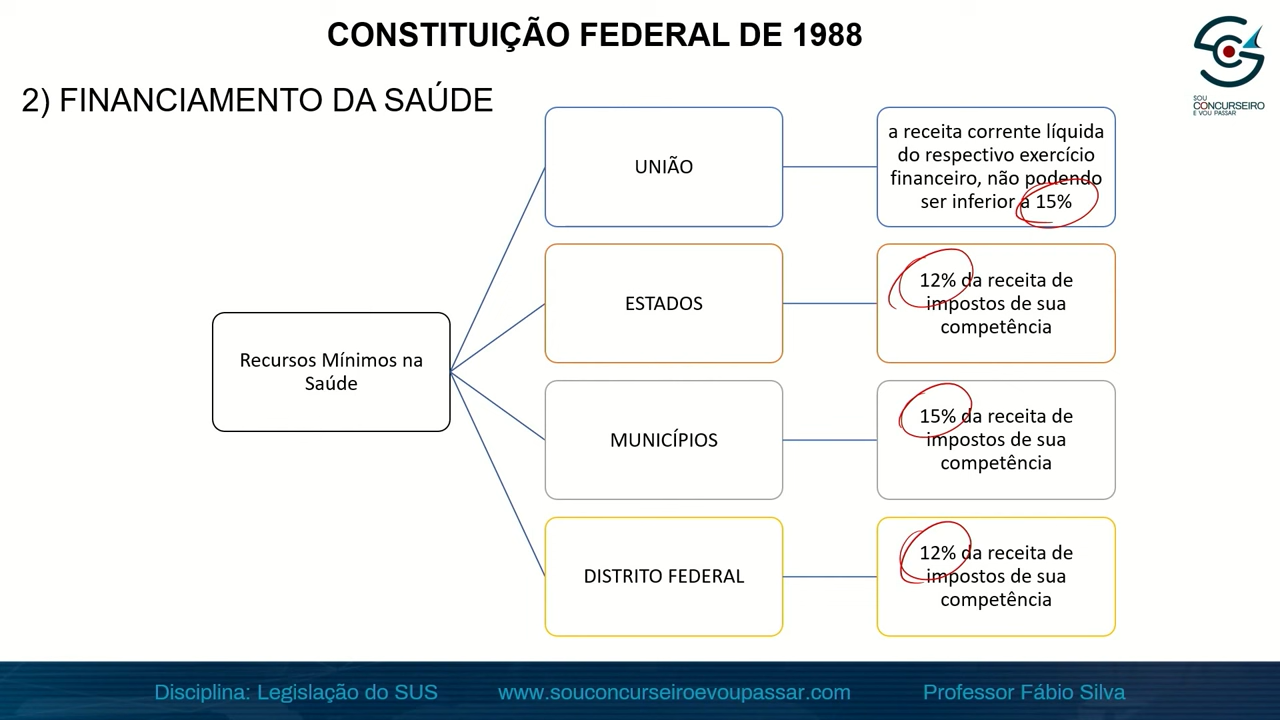 CONSTITUIÇÃO FEDERAL DE 1988
SOU
CONCURSEIRO
E VOU PASSAR
2) FINANCIAMENTO DA SAÚDE
Recursos Mínimos na
Saúde
UNIÃO
a receita corrente líquida
do respectivo exercício
financeiro, não podendo
ser inferior a 15%
ESTADOS
12% da receita de
impostos de sua
competência
MUNICÍPIOS
15% da receita de
impostos de sua
competência
DISTRITO FEDERAL
12% da receita de
impostos de sua
competência
Disciplina: Legislação do SUS
www.souconcurseiroevoupassar.com
Professor Fábio Silva